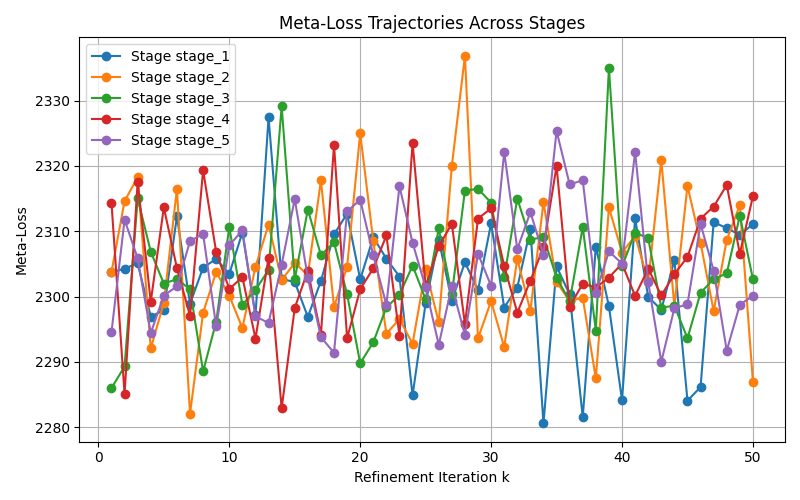 Meta-Loss Trajectories Across Stages
Stage stage_1
Stage stage_2
Stage stage_3
Stage stage_4
Stage stage_5
Meta-Loss
2330
2320
2310
2300
2290
2280
0 10 20 30 40 50
Refinement Iteration k